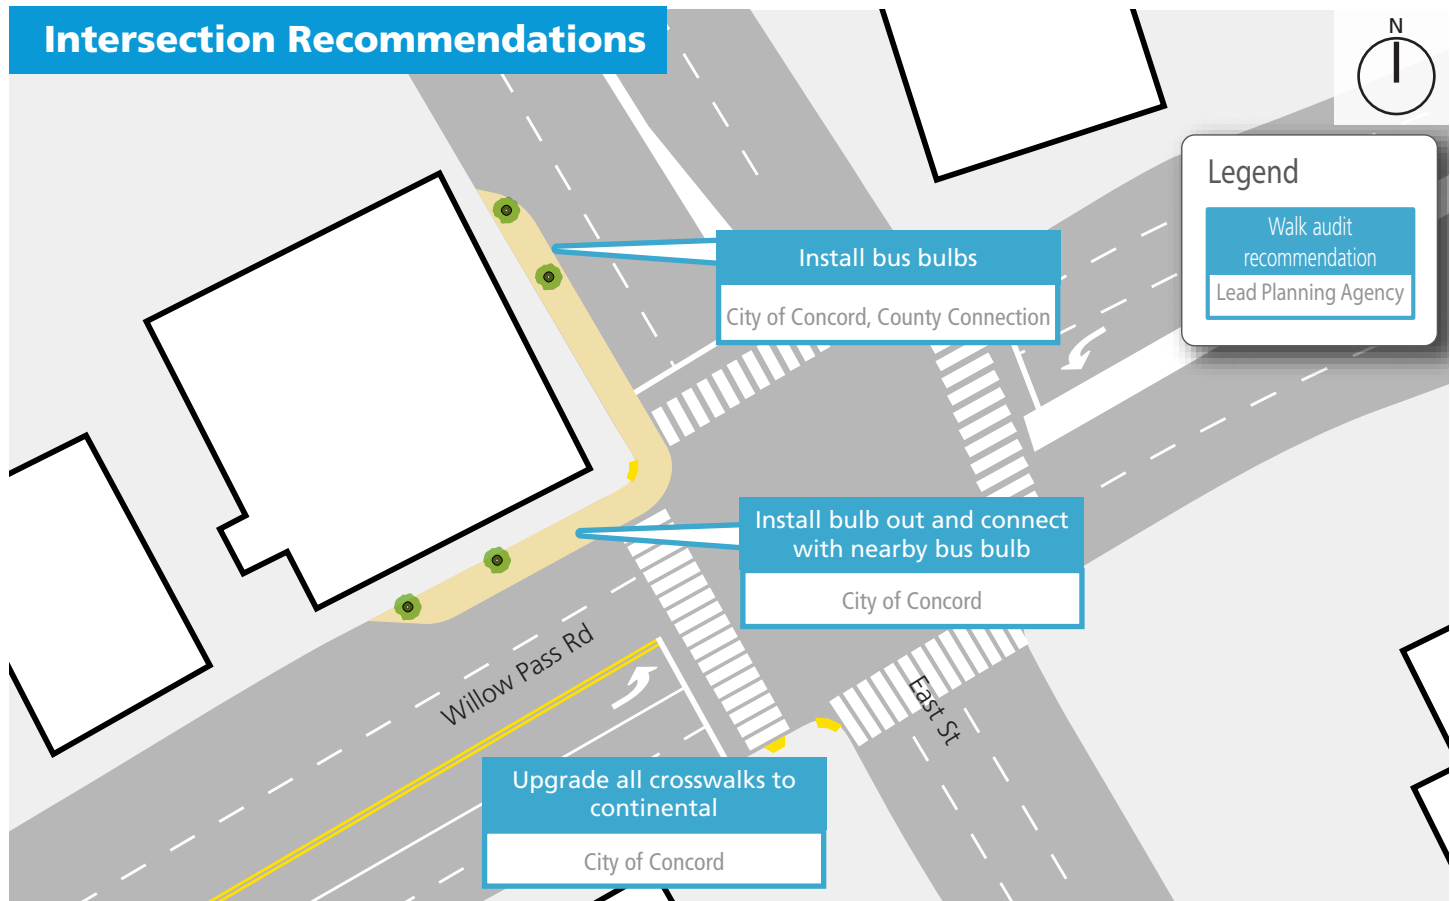 Intersection Recommendations
N
Legend
Walk audit
recommendation
Lead Planning Agency
Install bus bulbs
City of Concord, County Connection
Install bulb out and connect
with nearby bus bulb
City of Concord
Willow Pass Rd
East St
Upgrade all crosswalks to
continental
City of Concord